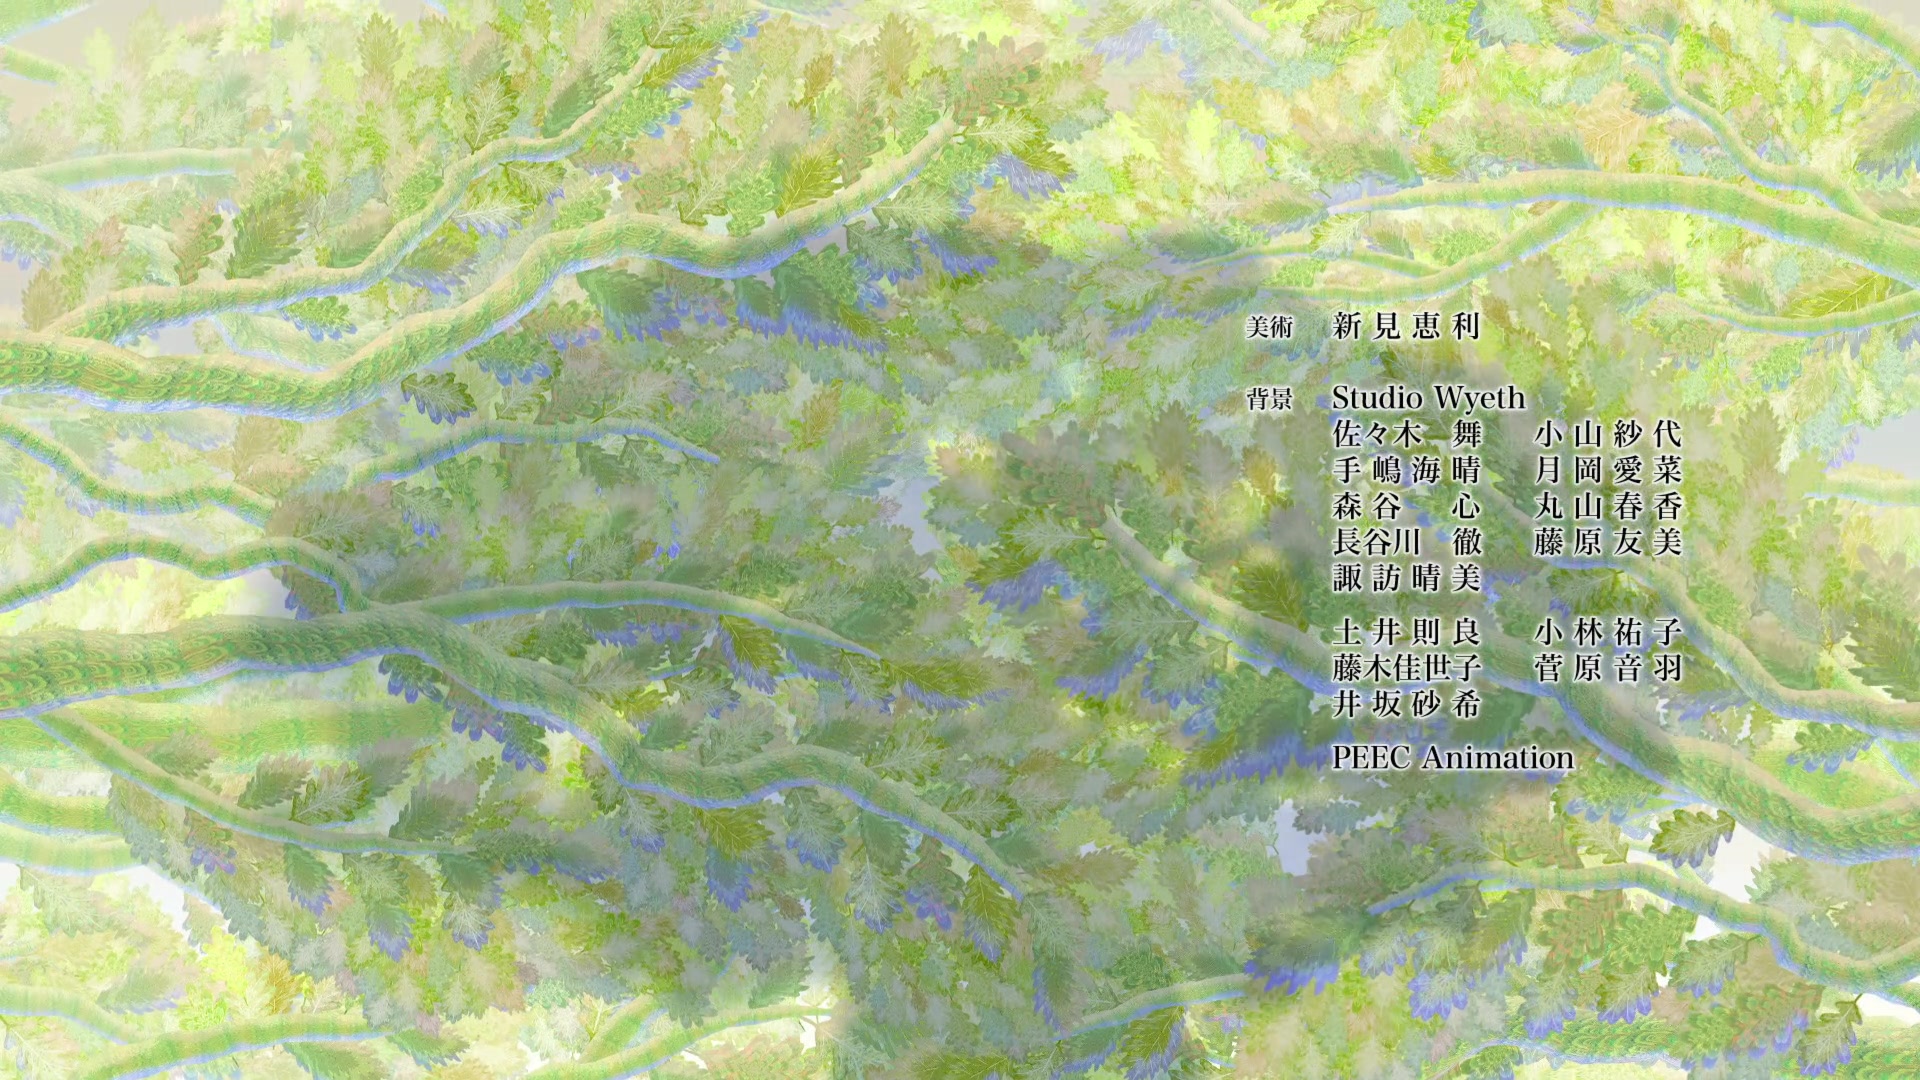 美術 新見恵利
背景 Studio Wyeth
佐々木 舞 小山紗代
手嶋海晴 月岡愛菜
森谷 心 丸山春香
長谷川 徹 藤原友美
諏訪晴美
土井則良 小林祐子
藤木佳世子 菅原音羽
井坂砂希
PEEC Animation